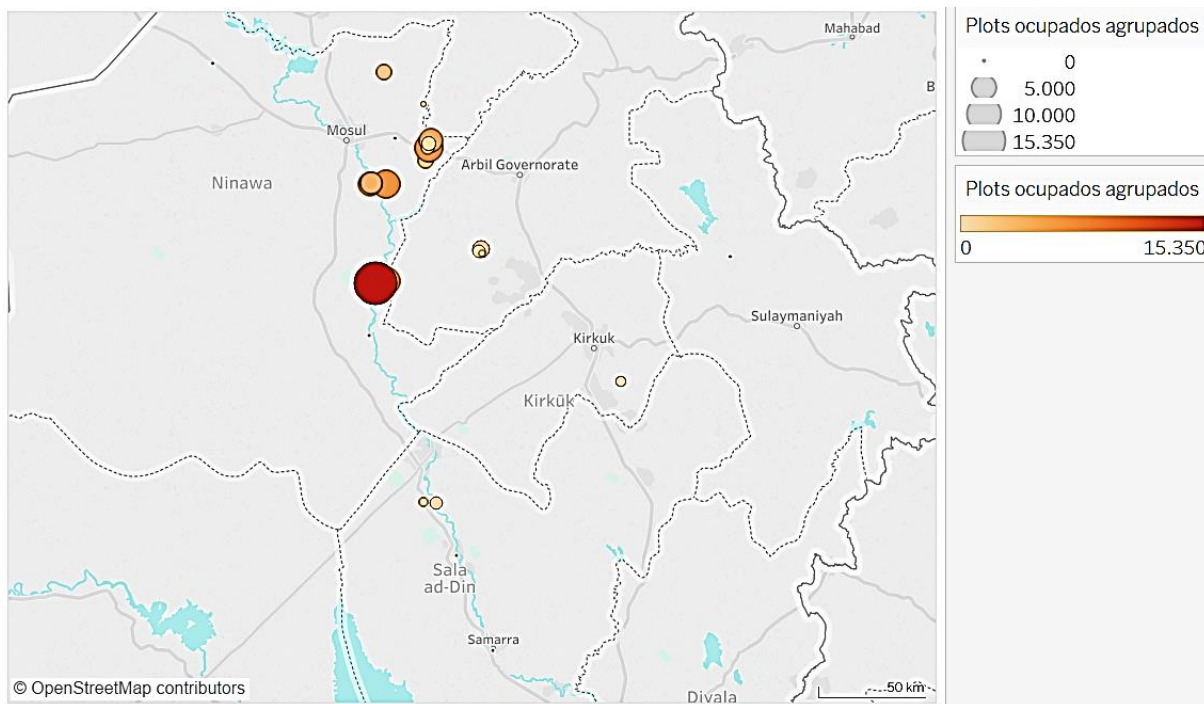 Mahabad
B
Mosul
Arbil Governorate
Ninawa
Sulaymaniyah
Kirkuk
Kirkūk
Sala
ad-Din
Samarra
Diyala
© OpenStreetMap contributors
50 km
Plots ocupados agrupados
0
5.000
10.000
15.350
Plots ocupados agrupados
0
15.350